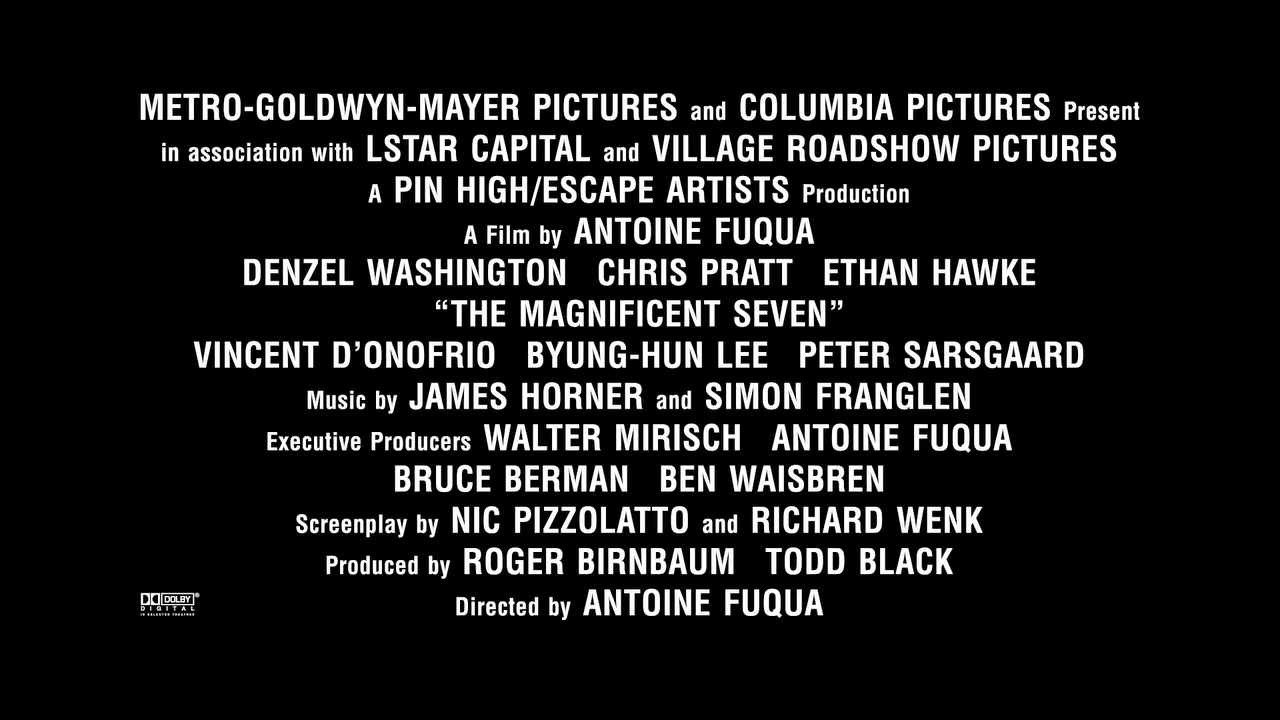 METRO-GOLDWYN-MAYER PICTURES and COLUMBIA PICTURES Present
in association with LSTAR CAPITAL and VILLAGE ROADSHOW PICTURES
A PIN HIGH/ESCAPE ARTISTS Production
A Film by ANTOINE FUQUA
DENZEL WASHINGTON CHRIS PRATT ETHAN HAWKE
“THE MAGNIFICENT SEVEN”
VINCENT D’ONOFRIO BYUNG-HUN LEE PETER SARSGAARD
Music by JAMES HORNER and SIMON FRANGLEN
Executive Producers WALTER MIRISCH ANTOINE FUQUA
BRUCE BERMAN BEN WAISBREN
Screenplay by NIC PIZZOLATTO and RICHARD WENK
Produced by ROGER BIRNBAUM TODD BLACK
Directed by ANTOINE FUQUA
DOLBY®
DIGITAL
IN SELECTED THEATRES